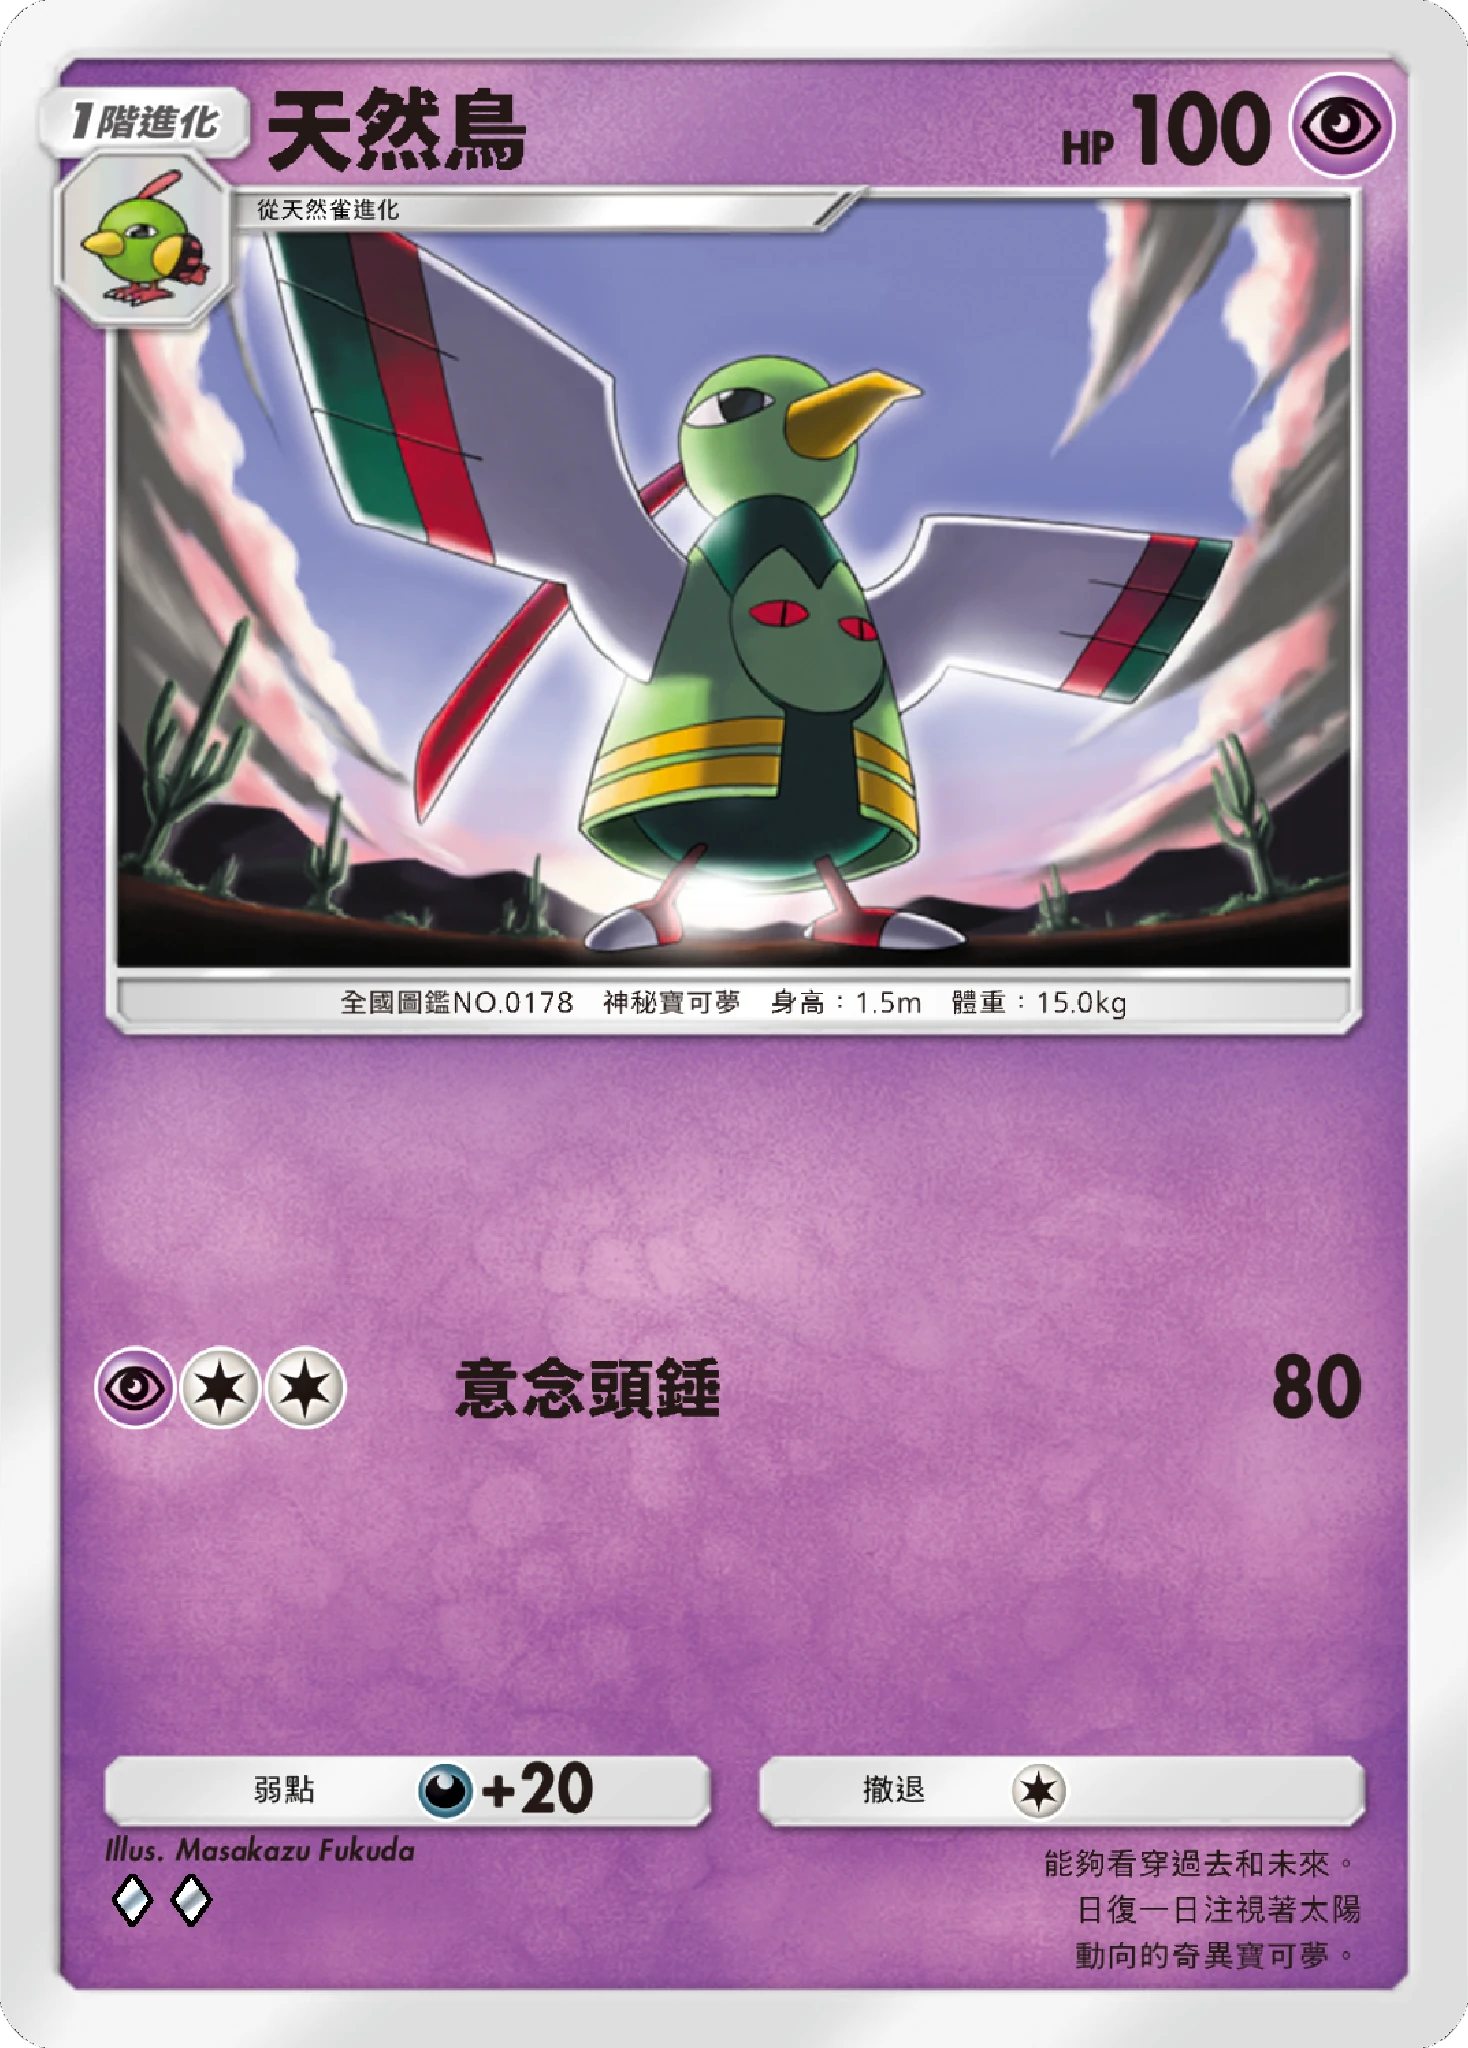 1階進化
天然鳥
HP 100
從天然雀進化
全國圖鑑NO.0178 神秘寶可夢 身高：1.5m 體重：15.0kg
意念頭錘 80
弱點 +20
撤退
Illus. Masakazu Fukuda
能夠看穿過去和未來。
日復一日注視著太陽
動向的奇異寶可夢。